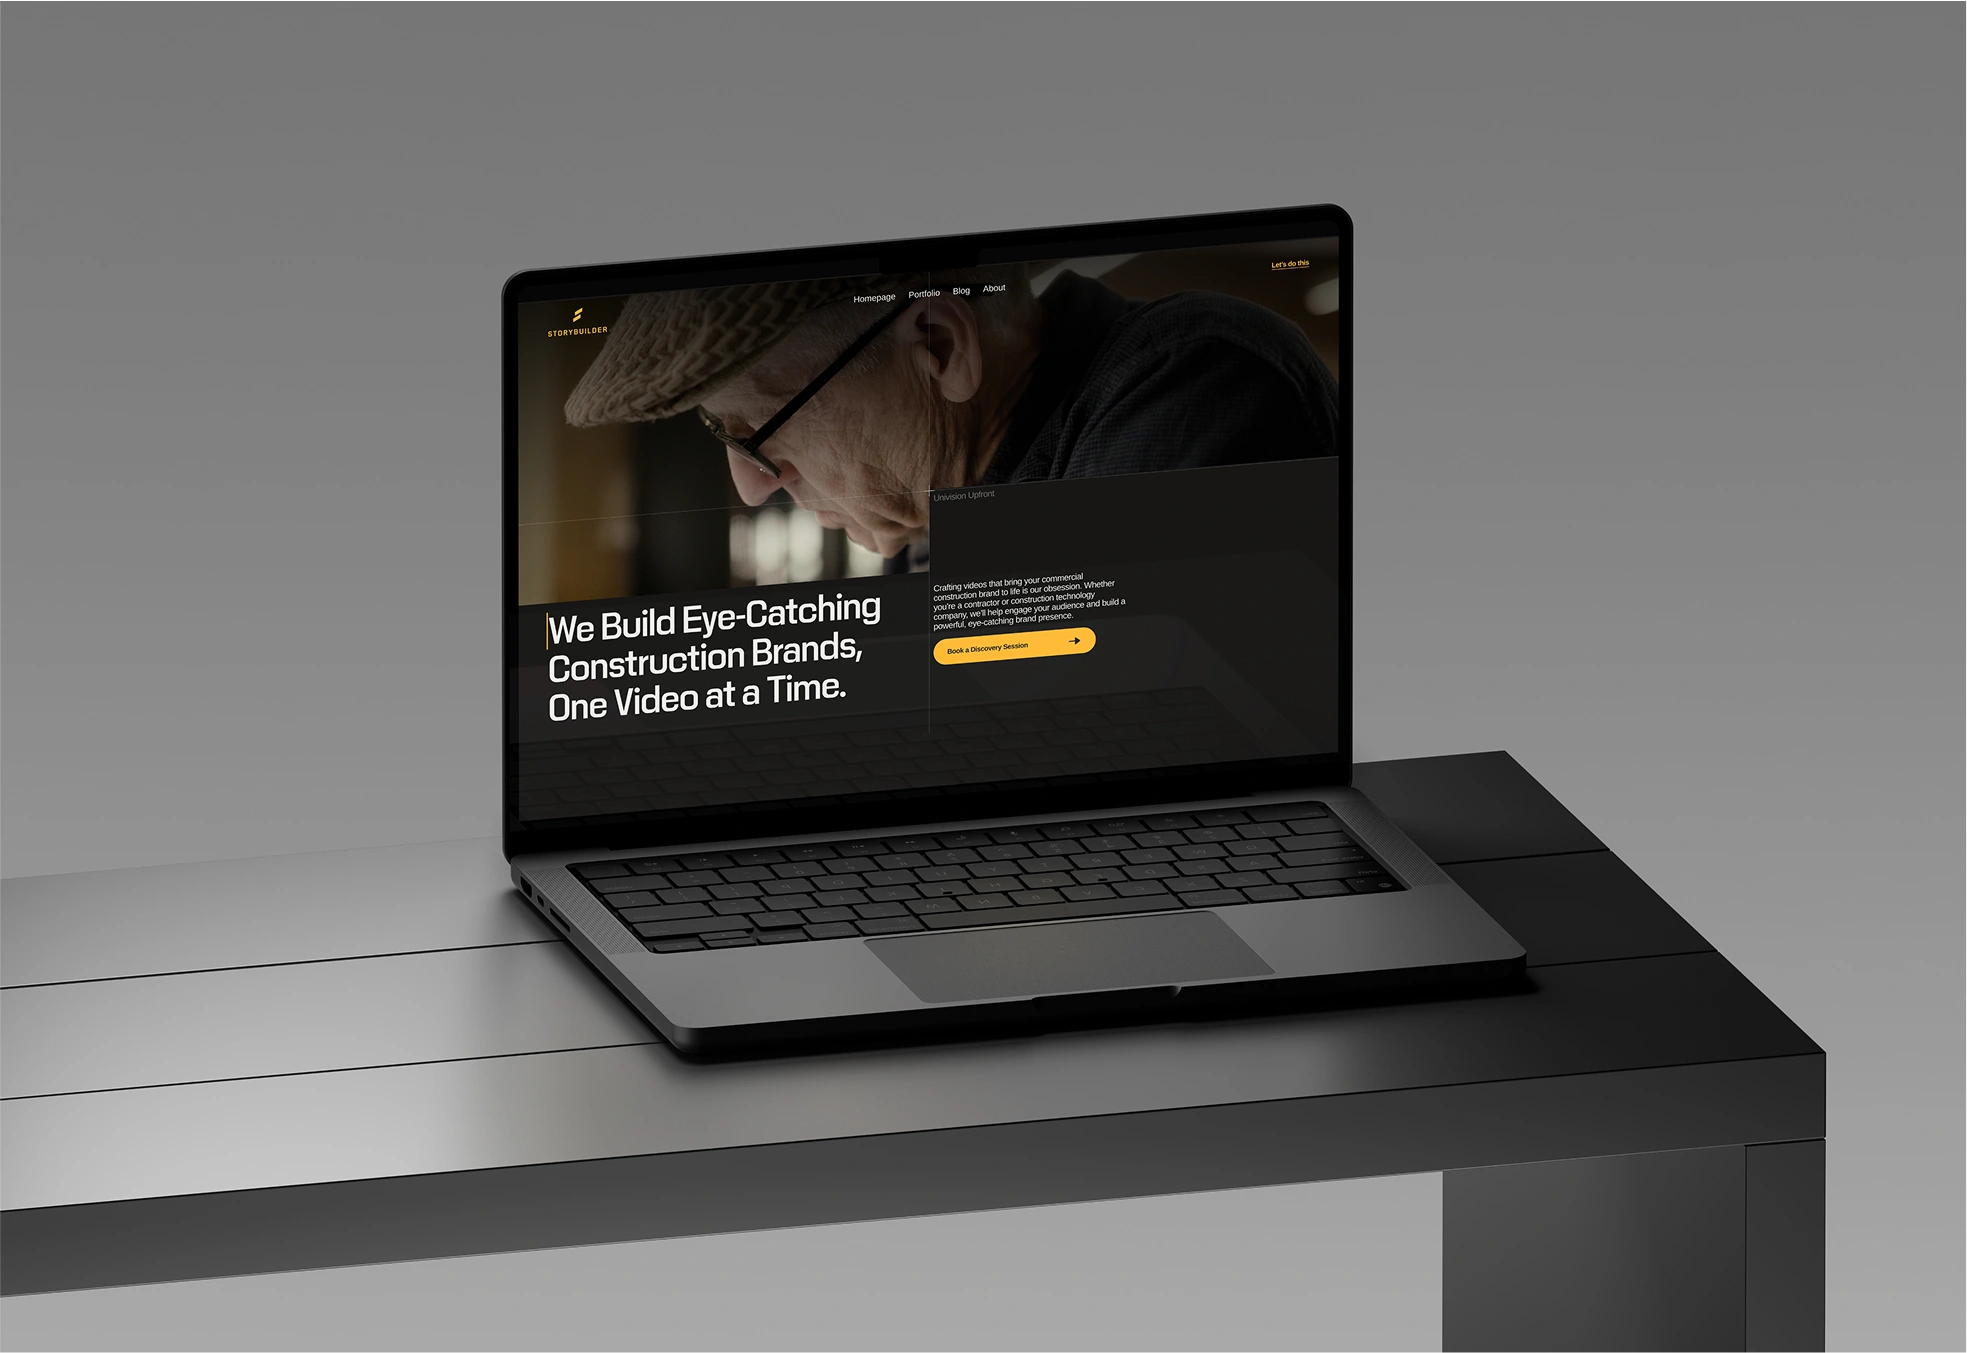 Homepage Portfolio Blog About
Let's do this
STORYBUILDER
Univision Upfront
We Build Eye-Catching
Construction Brands,
One Video at a Time.
Crafting videos that bring your commercial
construction brand to life is our obsession. Whether
you're a contractor or construction technology
company, we'll help engage your audience and build a
powerful, eye-catching brand presence.
Book a Discovery Session